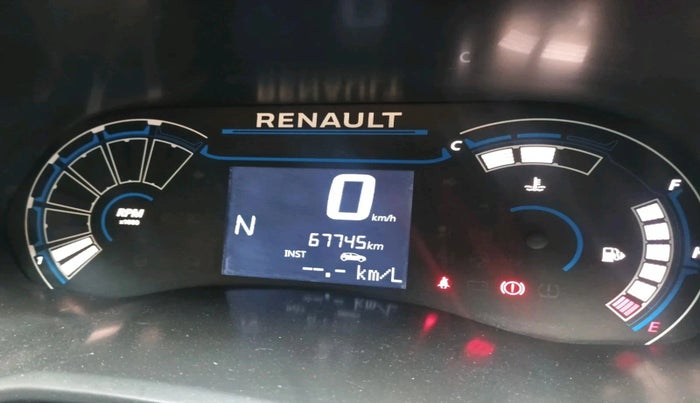 RENAULT
C
F
0 km/h
N
67745km
INST
--.- km/L
RPM
x1000
E